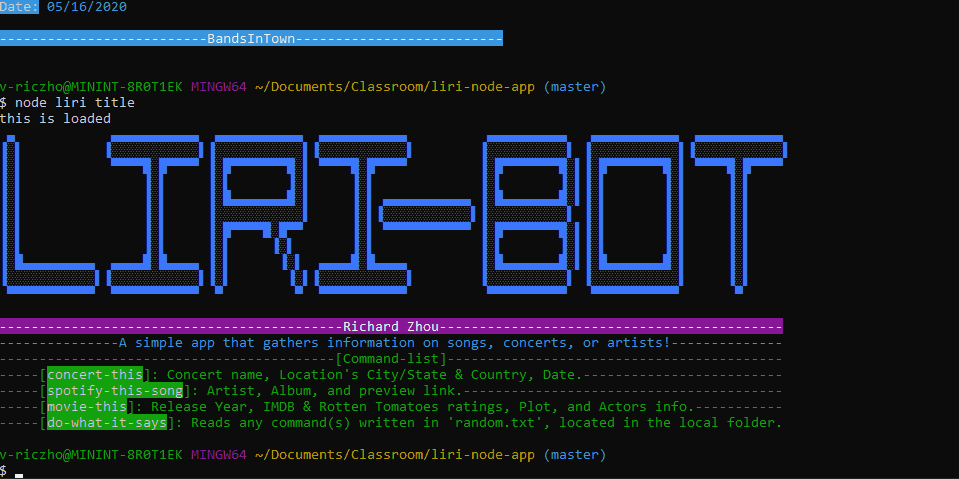 Date: 05/16/2020
--------------------------BandsInTown--------------------------
v-riczho@MININT-8R0T1EK MINGW64 ~/Documents/Classroom/liri-node-app (master)
$ node liri title
this is loaded
LIRI-BOT
-------------------------------------------Richard Zhou-------------------------------------------
---------------A simple app that gathers information on songs, concerts, or artists!--------------
------------------------------------------[Command-list]------------------------------------------
-----[concert-this]: Concert name, Location's City/State & Country, Date.-------------------------
-----[spotify-this-song]: Artist, Album, and preview link.----------------------------------------
-----[movie-this]: Release Year, IMDB & Rotten Tomatoes ratings, Plot, and Actors info.-----------
-----[do-what-it-says]: Reads any command(s) written in 'random.txt', located in the local folder.
v-riczho@MININT-8R0T1EK MINGW64 ~/Documents/Classroom/liri-node-app (master)
$